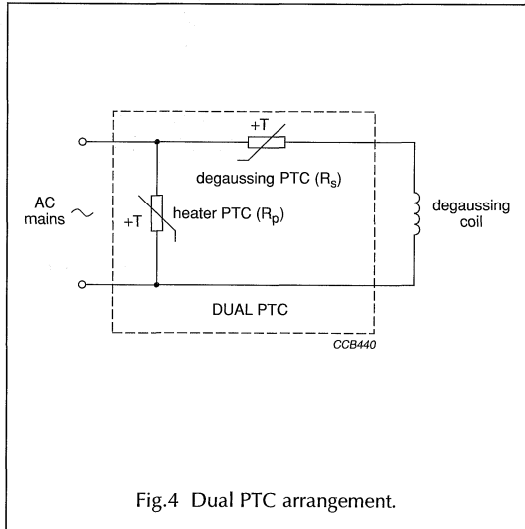 +T
degaussing PTC (Rs)
AC
mains
+T
heater PTC (Rp)
degaussing
coil
DUAL PTC
CCB440
Fig.4 Dual PTC arrangement.